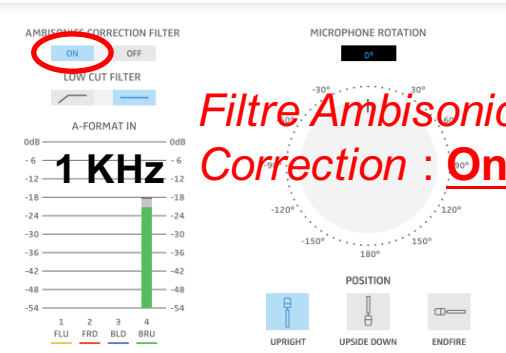 AMBISONICS CORRECTION FILTER
ON OFF
LOW CUT FILTER
A-FORMAT IN
0dB 0dB
-6 -6
-12 -12
-18 -18
-24 -24
-30 -30
-36 -36
-42 -42
-48 -48
-54 -54
1 2 3 4
FLU FRD BLD BRU
1 KHz
MICROPHONE ROTATION
0°
-30° 30°
60°
90°
-120° 120°
-150° 150°
180°
Filtre Ambisonic
Correction : On
POSITION
UPRIGHT UPSIDE DOWN ENDFIRE